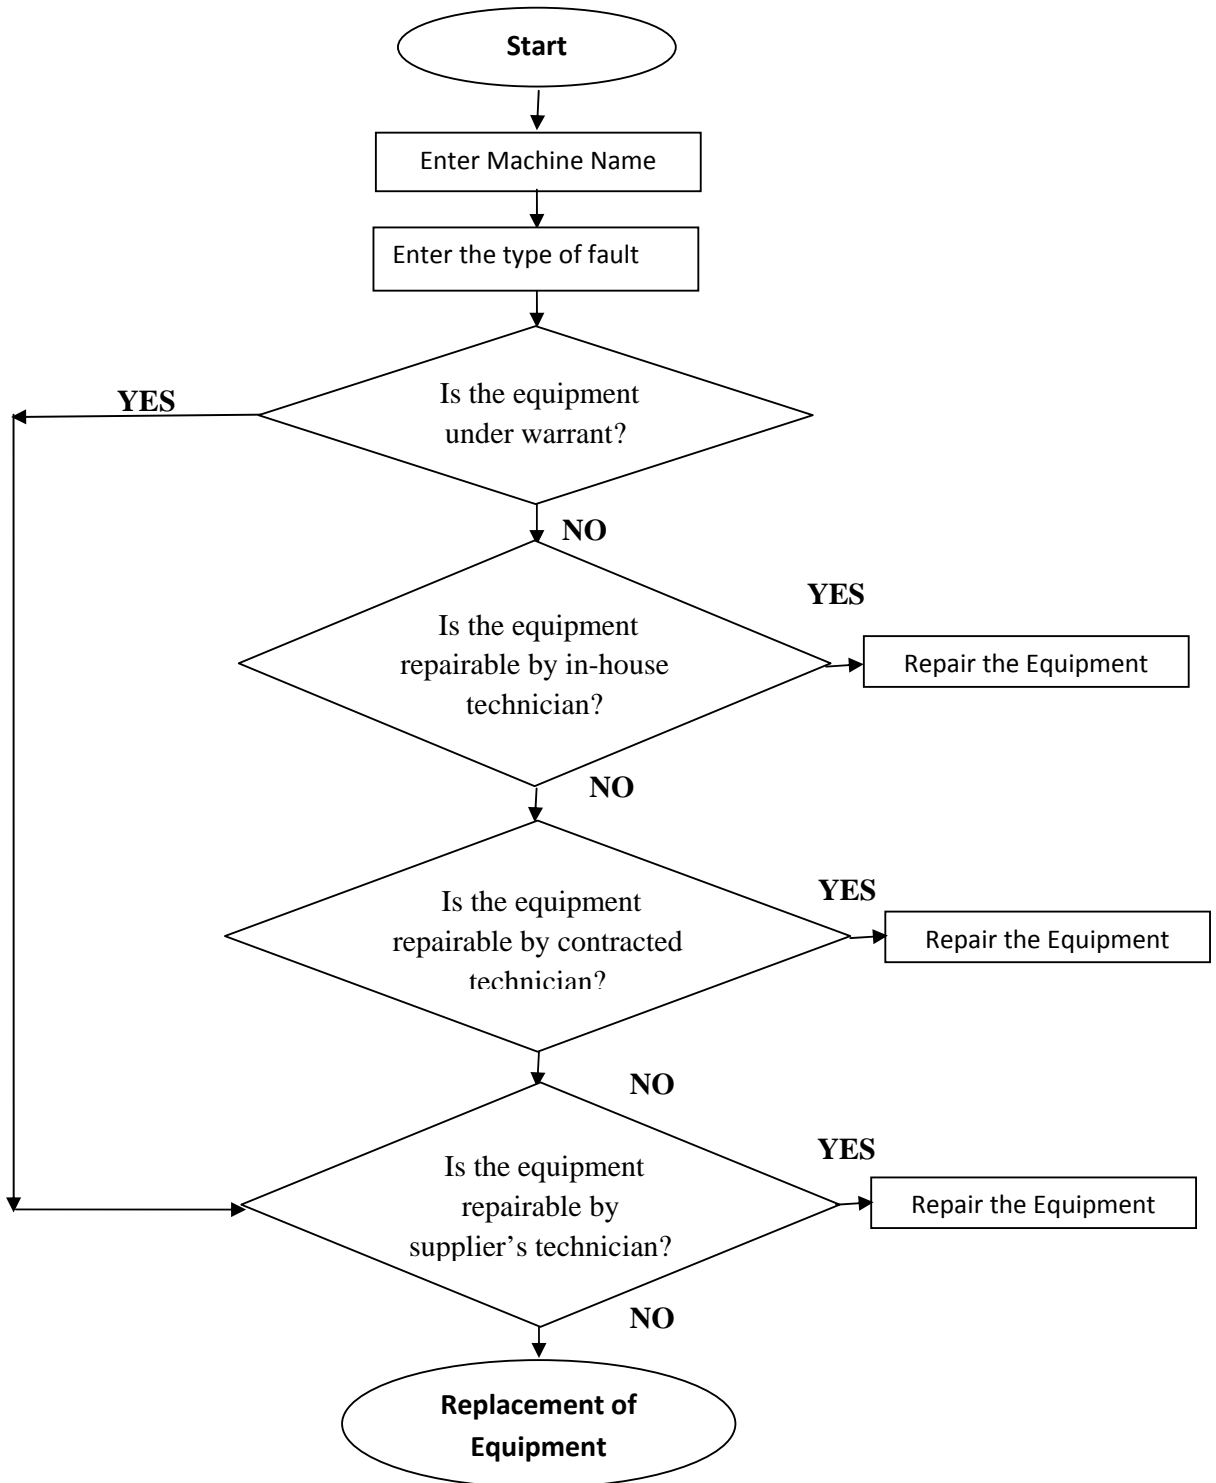 Start
Enter Machine Name
Enter the type of fault
Is the equipment
under warrant?
YES
NO
Is the equipment
repairable by in-house
technician?
YES
Repair the Equipment
NO
Is the equipment
repairable by contracted
technician?
YES
Repair the Equipment
NO
Is the equipment
repairable by
supplier’s technician?
YES
Repair the Equipment
NO
Replacement of
Equipment